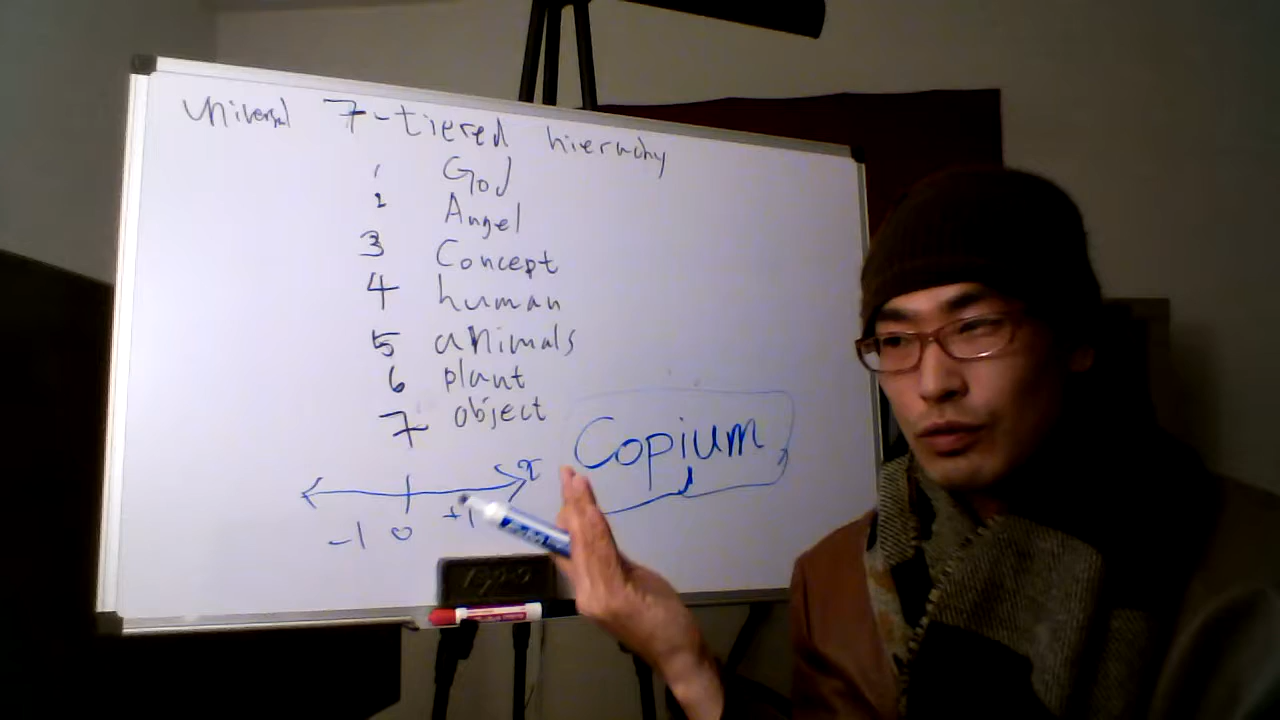 universal 7-tiered hierachy
1 God
2 Angel
3 Concept
4 human
5 animals
6 plant
7 object
Copium
x
-1 0 +1